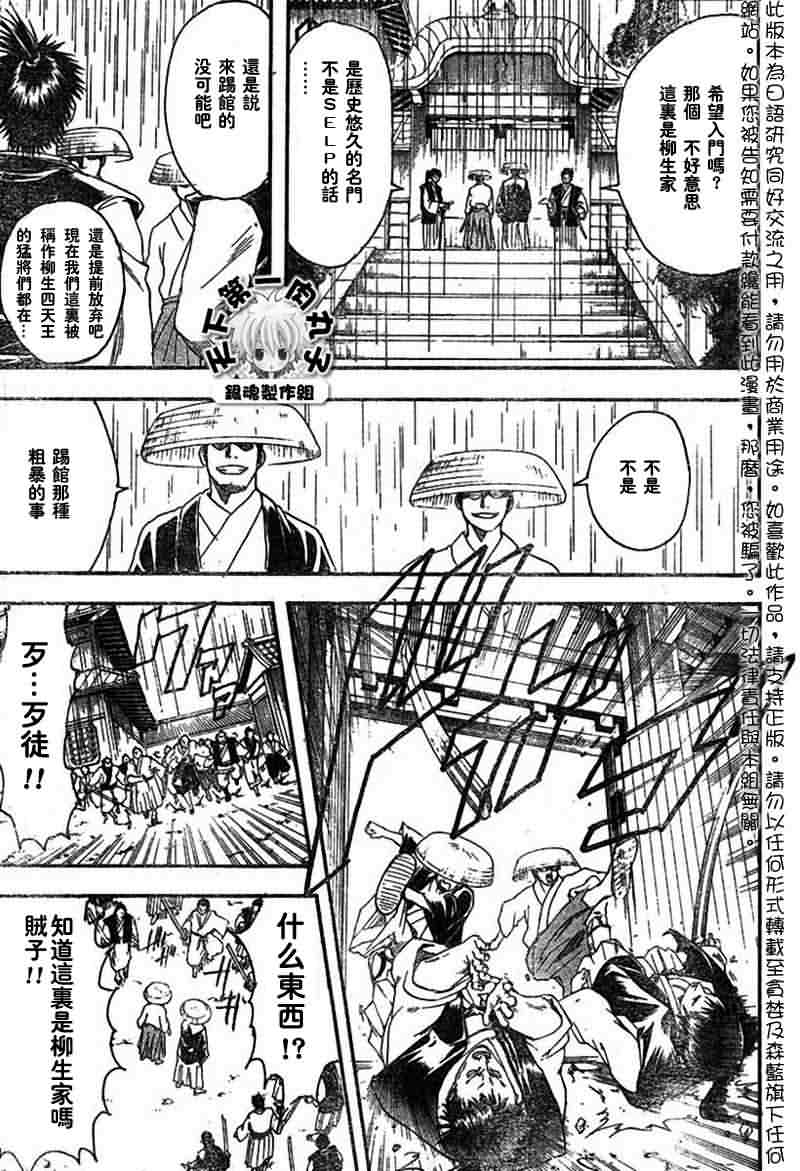 此版本為日語研究同好交流之用，請勿用於商業用途。如喜歡此作品，請支持正版。請勿以任何形式轉載至貪婪及森藍旗下任何
網站。如果您被告知需要付款纔能看到此漫畫，那麼，您被騙了。一切法律責任與本組無關。
希望入門嗎？
那個 不好意思
這裏是柳生家
是歷史悠久的名門
不是SELP的話
……
還是說
來踢館的
没可能吧
還是提前放弃吧
現在我們這裏被
稱作柳生四天王
的猛將們都在…
天下第一肉丸子
銀魂製作組
不是
不是
踢館那種
粗暴的事
歹…歹徒!!
什么東西!?
知道這裏是柳生家嗎
賊子!!